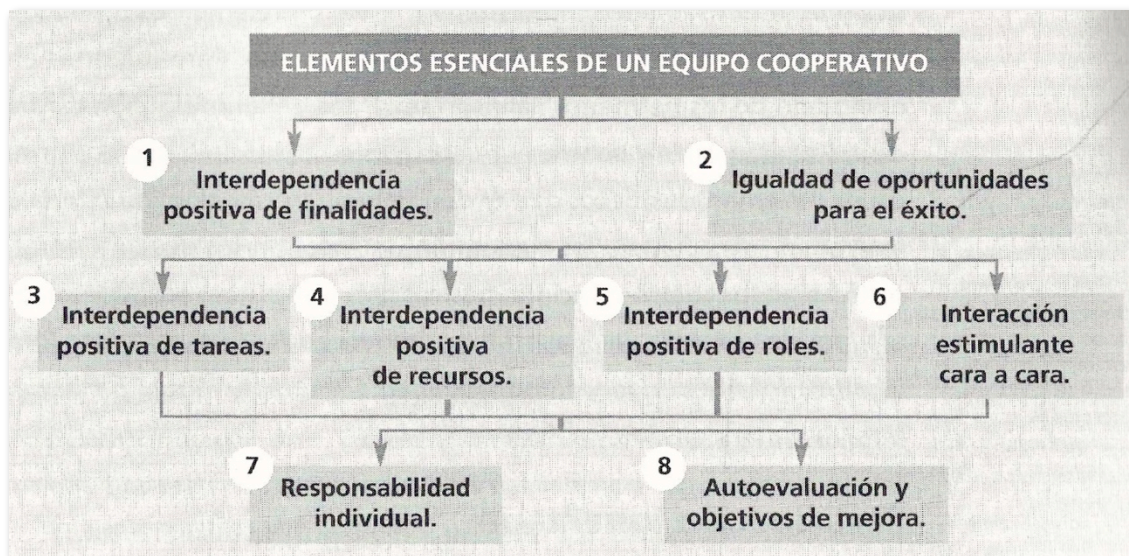 ELEMENTOS ESENCIALES DE UN EQUIPO COOPERATIVO
1
Interdependencia
positiva de finalidades.
2
Igualdad de oportunidades
para el éxito.
3
Interdependencia
positiva de tareas.
4
Interdependencia
positiva
de recursos.
5
Interdependencia
positiva de roles.
6
Interacción
estimulante
cara a cara.
7
Responsabilidad
individual.
8
Autoevaluación y
objetivos de mejora.